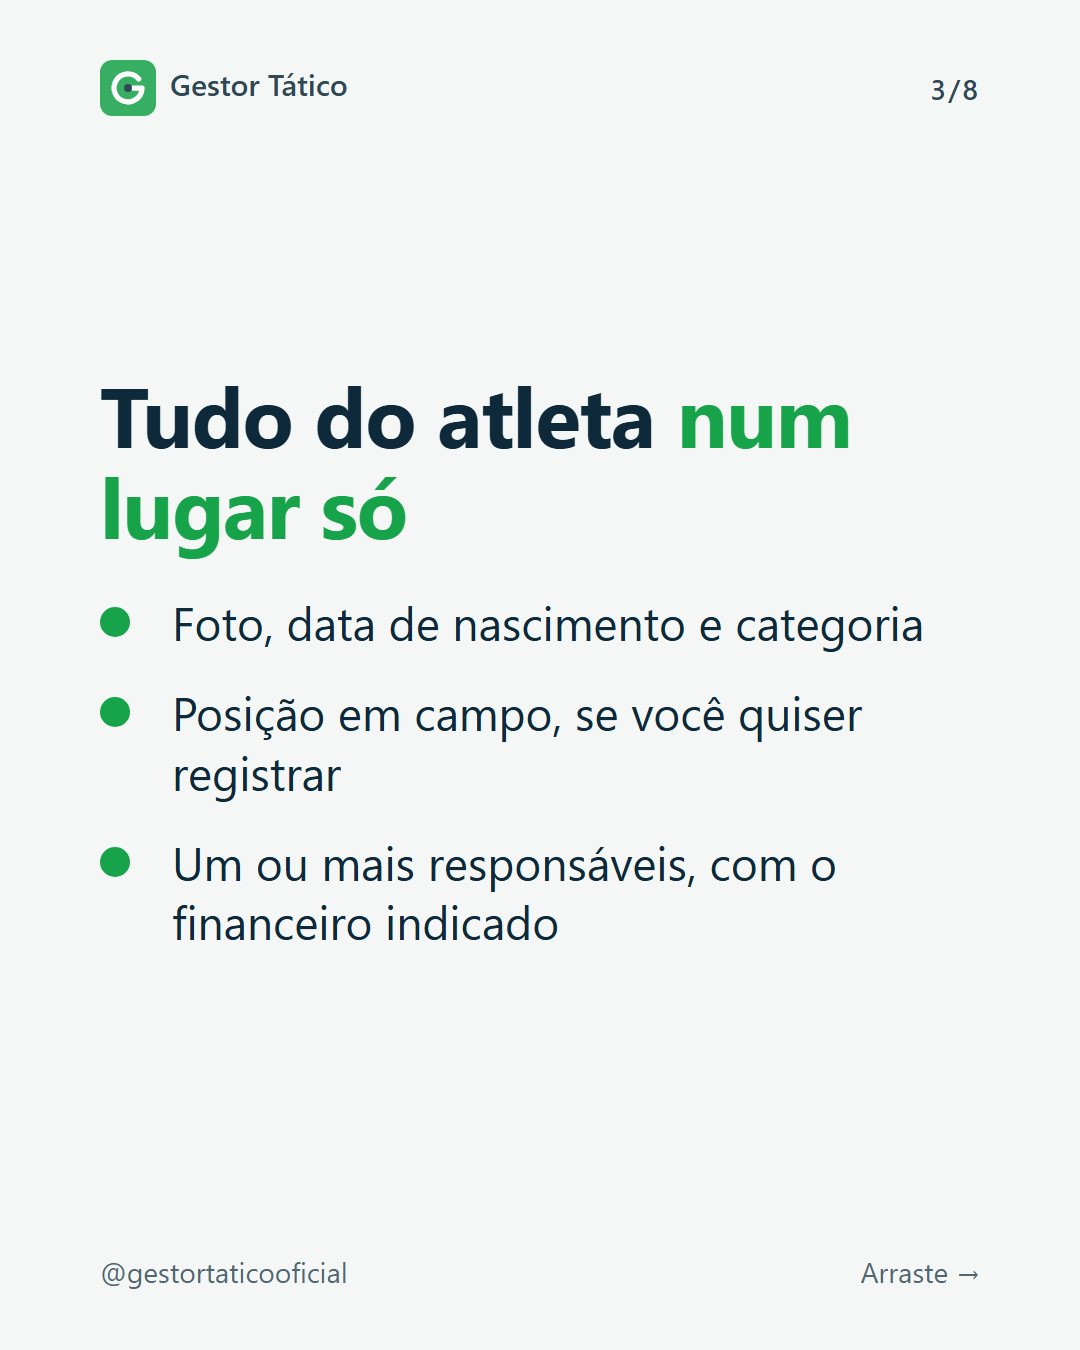 Gestor Tático
3/8
Tudo do atleta num
lugar só
Foto, data de nascimento e categoria
Posição em campo, se você quiser
registrar
Um ou mais responsáveis, com o
financeiro indicado
@gestortaticooficial
Arraste →